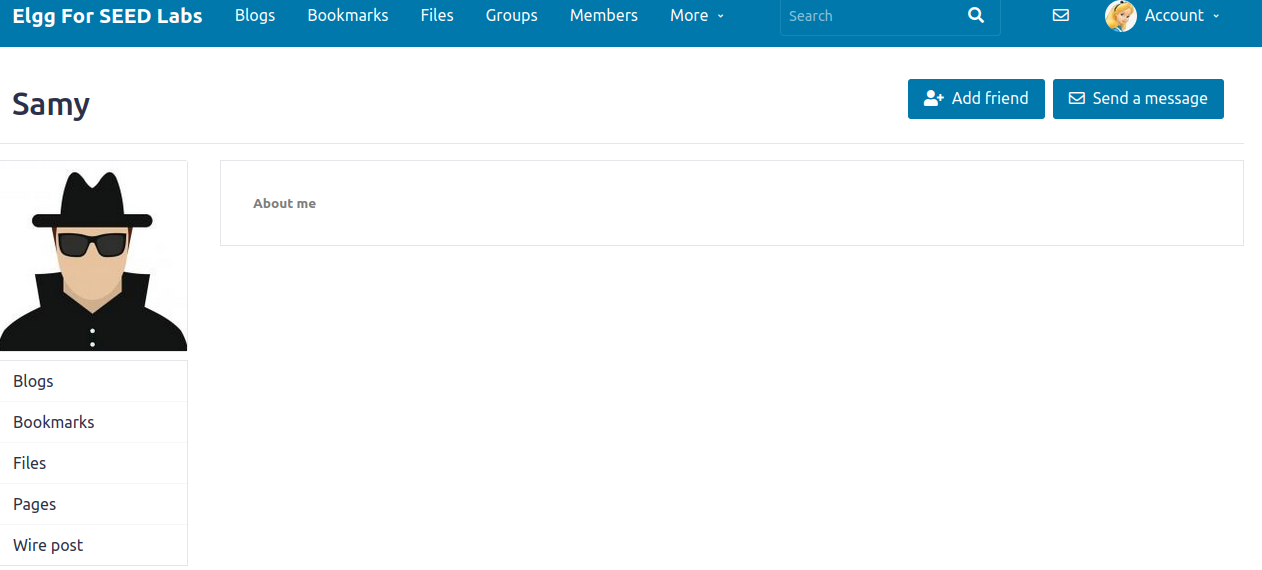 Elgg For SEED Labs Blogs Bookmarks Files Groups Members More Search Account
Samy Add friend Send a message
About me
Blogs
Bookmarks
Files
Pages
Wire post